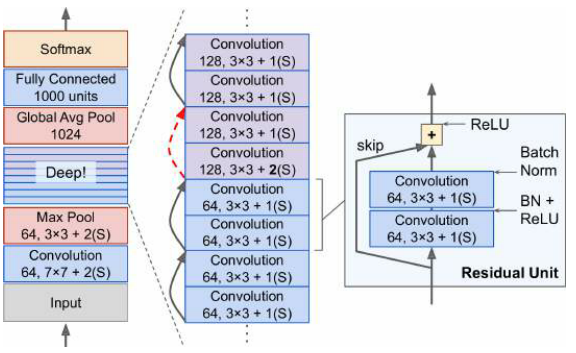 Softmax
Fully Connected
1000 units
Global Avg Pool
1024
Deep!
Max Pool
64, 3×3 + 2(S)
Convolution
64, 7×7 + 2(S)
Input
Convolution
128, 3×3 + 1(S)
Convolution
128, 3×3 + 1(S)
Convolution
128, 3×3 + 1(S)
Convolution
128, 3×3 + 2(S)
Convolution
64, 3×3 + 1(S)
Convolution
64, 3×3 + 1(S)
Convolution
64, 3×3 + 1(S)
Convolution
64, 3×3 + 1(S)
+
ReLU
skip
Batch
Norm
Convolution
64, 3×3 + 1(S)
BN +
ReLU
Convolution
64, 3×3 + 1(S)
Residual Unit